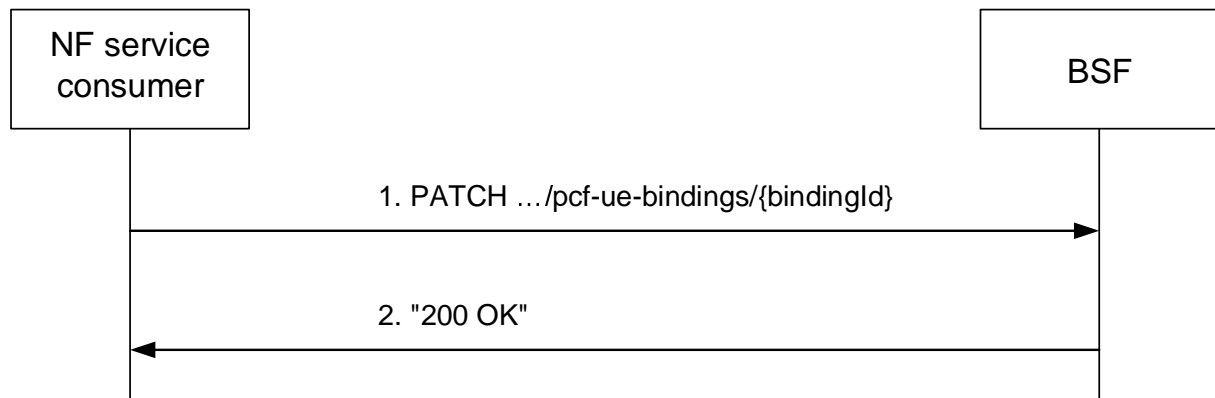 NF service
consumer
BSF
1. PATCH …/pcf-ue-bindings/{bindingId}
2. "200 OK"